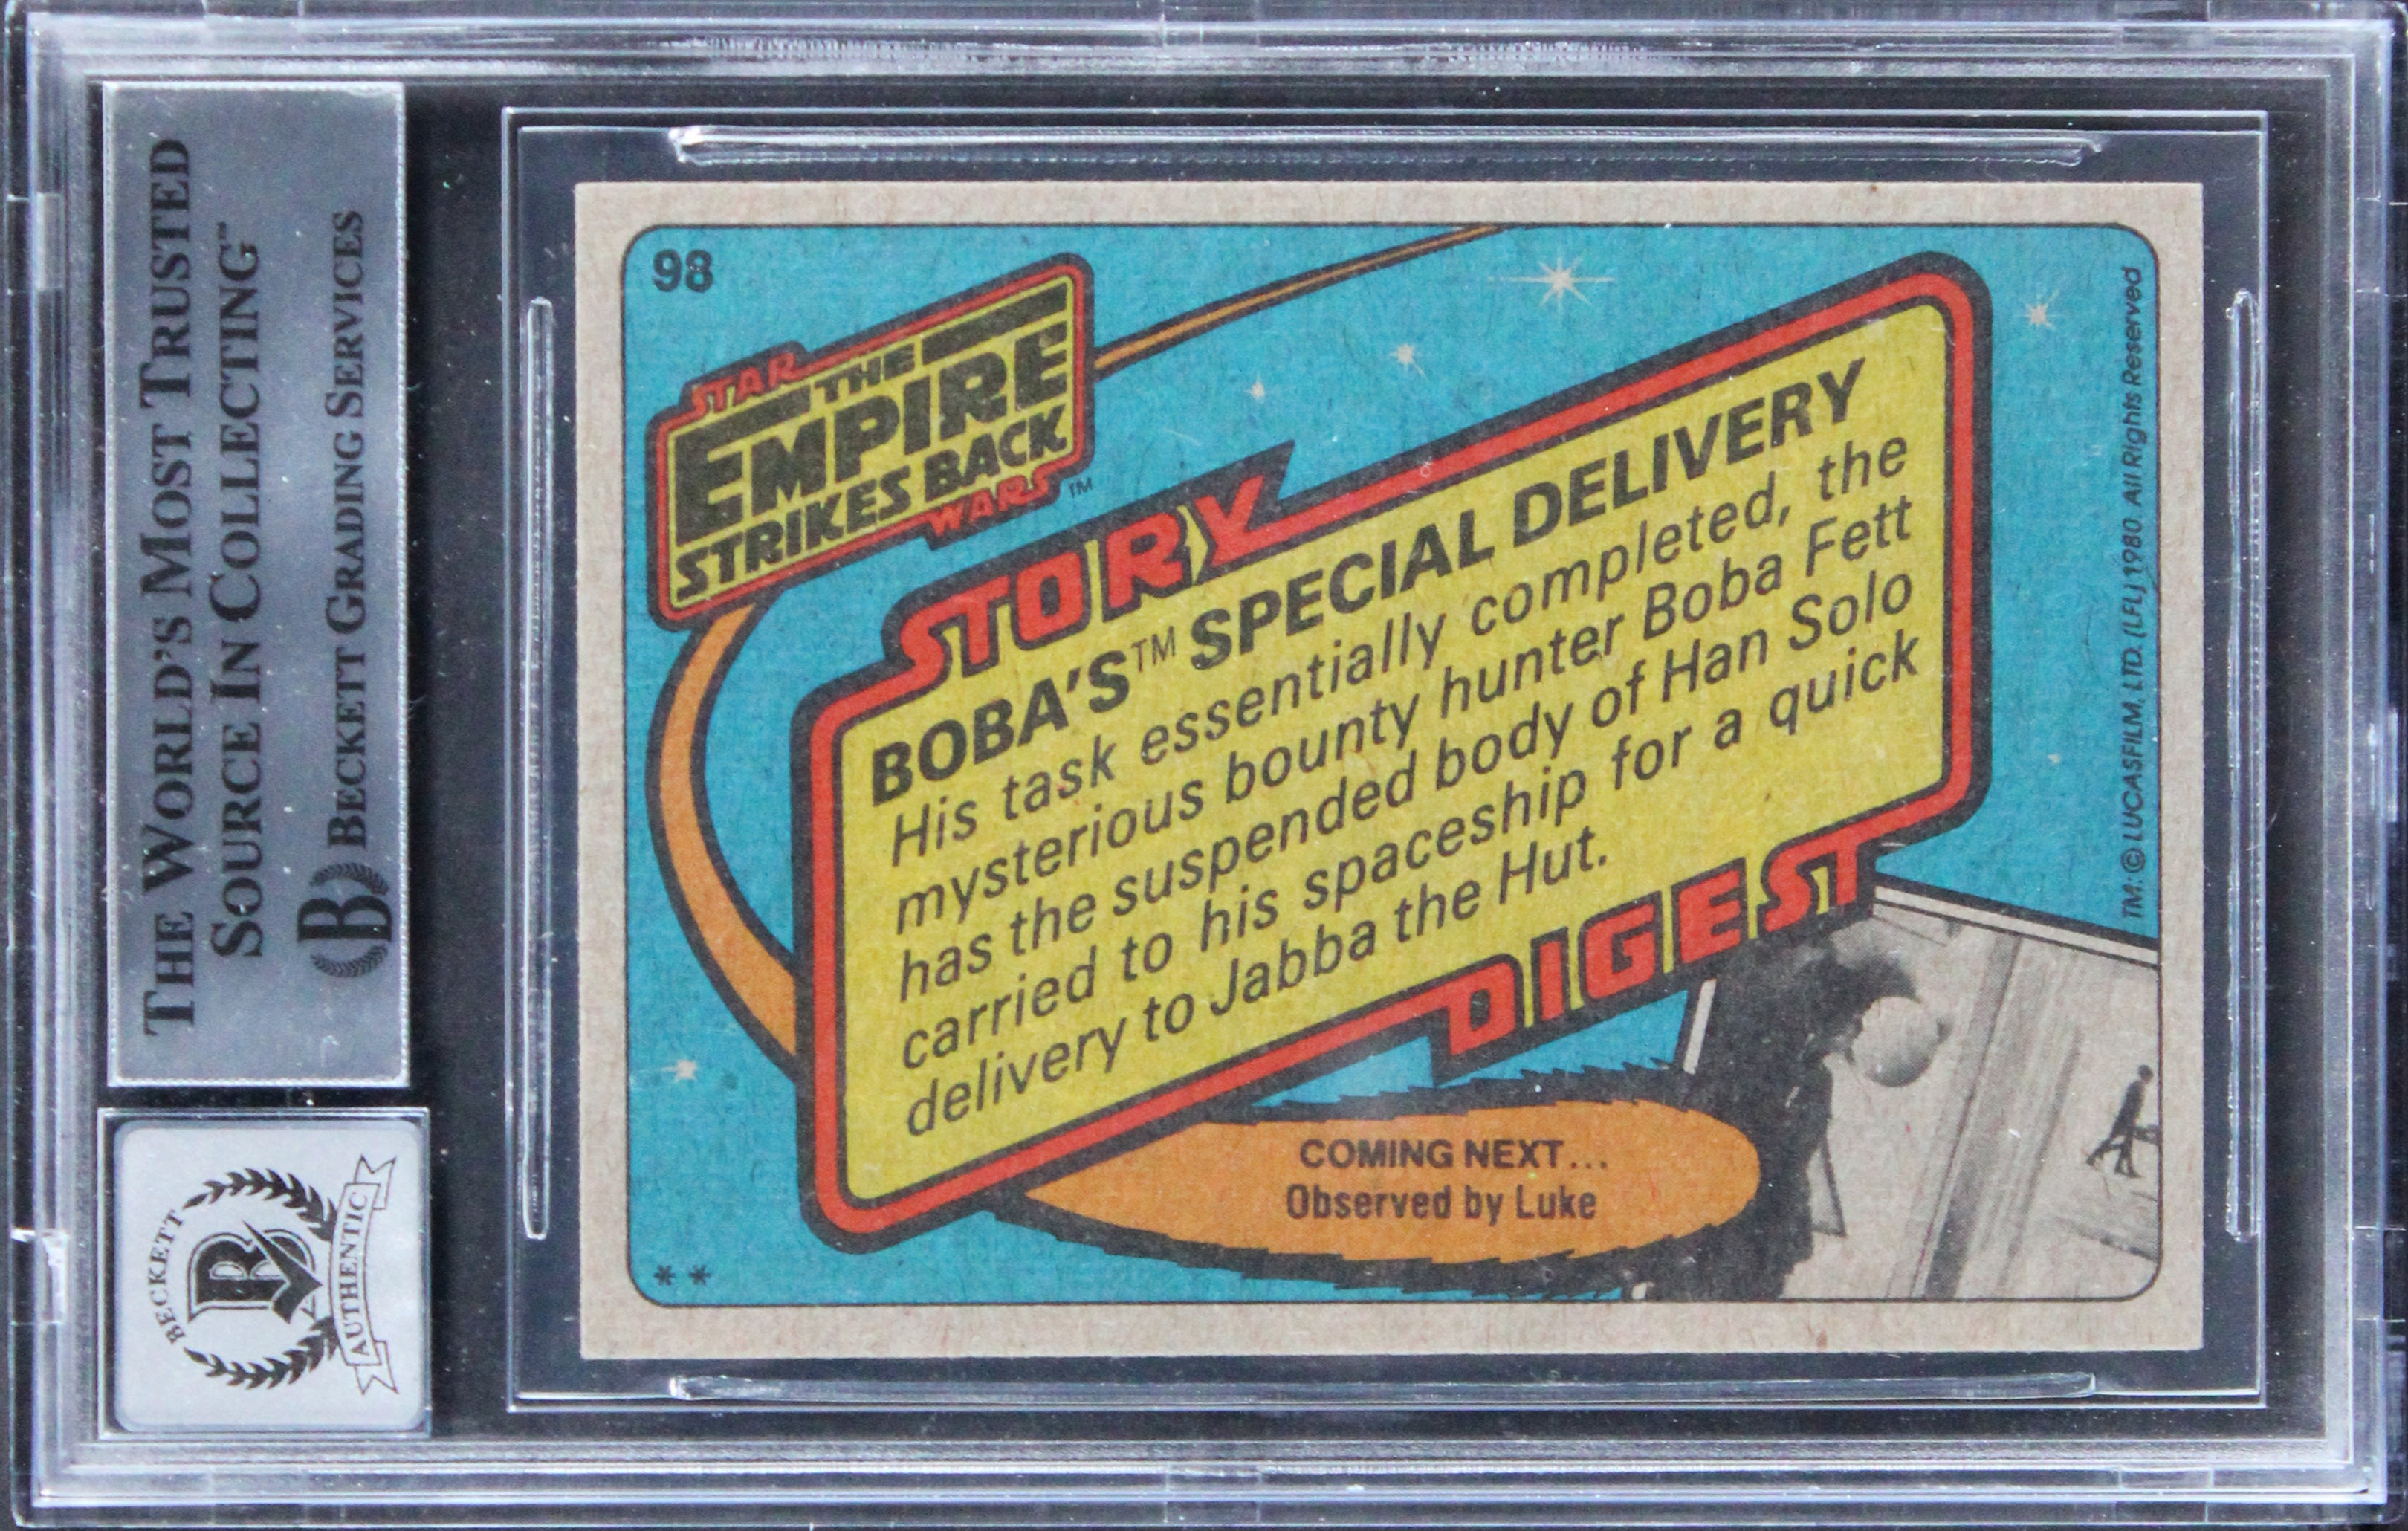 THE WORLD'S MOST TRUSTED
SOURCE IN COLLECTING™
BECKETT GRADING SERVICES
BECKETT
B
AUTHENTIC
98
STAR
THE
EMPIRE
STRIKES BACK
WARS™
STORY
BOBA'S™ SPECIAL DELIVERY
His task essentially completed, the
mysterious bounty hunter Boba Fett
has the suspended body of Han Solo
carried to his spaceship for a quick
delivery to Jabba the Hut.
DIGEST
COMING NEXT...
Observed by Luke
**
TM: © LUCASFILM, LTD. (LFL) 1980. All Rights Reserved